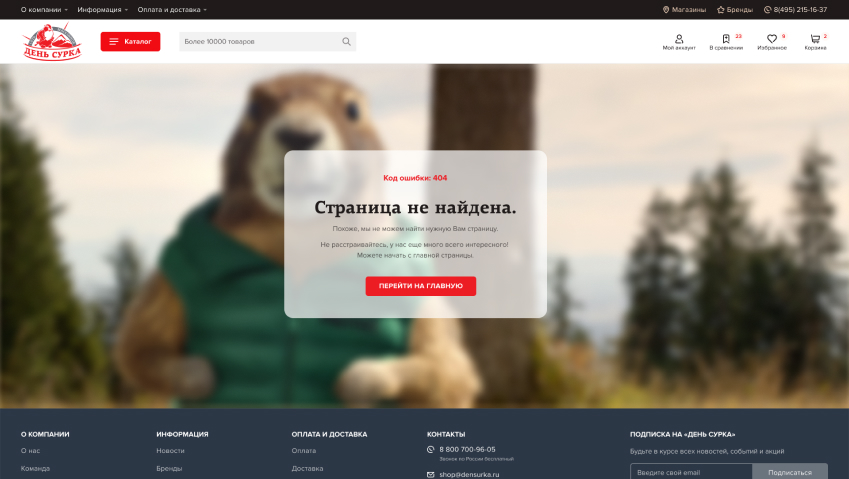 О компании
Информация
Оплата и доставка
Магазины
Бренды
8(495) 215-16-37
ДЕНЬ СУРКА
Каталог
Более 10000 товаров
Мой аккаунт
23
В сравнении
9
Избранное
2
Корзина
Код ошибки: 404
Страница не найдена.
Похоже, мы не можем найти нужную Вам страницу.
Не расстраивайтесь, у нас еще много всего интересного!
Можете начать с главной страницы.
ПЕРЕЙТИ НА ГЛАВНУЮ
О КОМПАНИИ
О нас
Команда
ИНФОРМАЦИЯ
Новости
Бренды
ОПЛАТА И ДОСТАВКА
Оплата
Доставка
КОНТАКТЫ
8 800 700-96-05
Звонок по России бесплатный
shop@densurka.ru
ПОДПИСКА НА «ДЕНЬ СУРКА»
Будьте в курсе всех новостей, событий и акций
Введите свой email
Подписаться